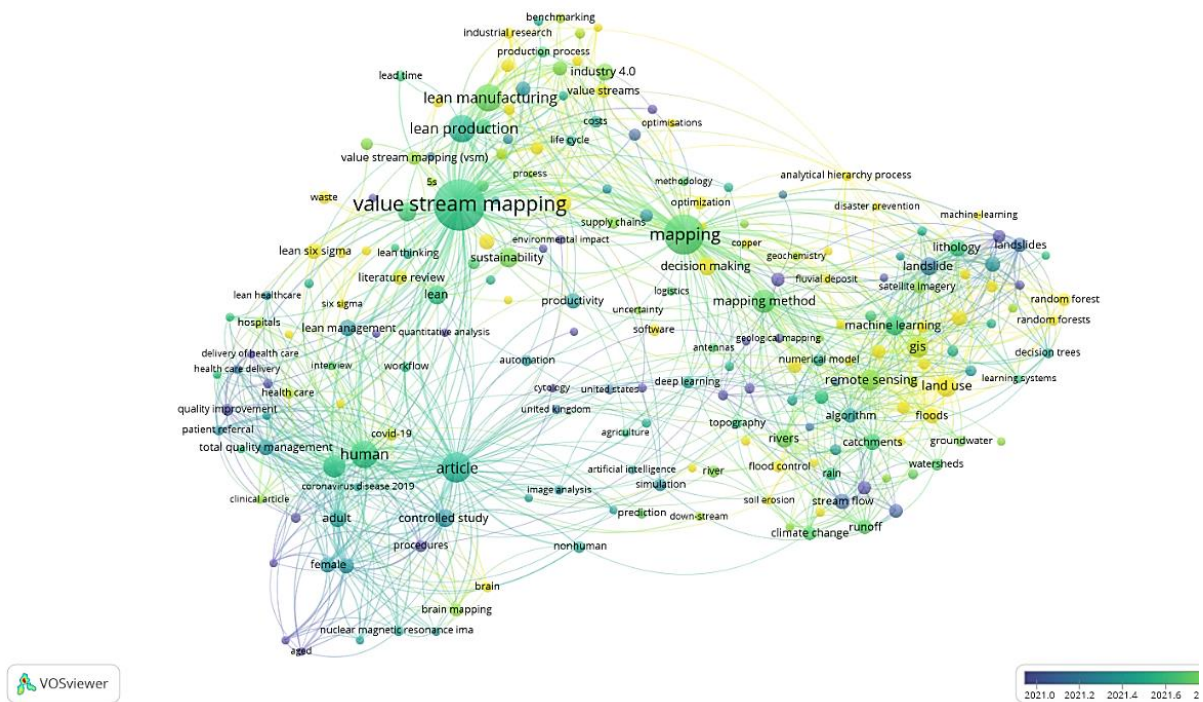 benchmarking
industrial research
production process
lead time
industry 4.0
lean manufacturing
value streams
lean production
costs
optimisations
life cycle
value stream mapping (vsm)
process
analytical hierarchy process
5s
methodology
waste
value stream mapping
optimization
disaster prevention
supply chains
machine-learning
mapping
environmental impact
copper
lean six sigma
lean thinking
sustainability
geochemistry
lithology
landslides
decision making
landslide
literature review
fluvial deposit
satellite imagery
lean healthcare
lean
logistics
six sigma
productivity
mapping method
random forest
hospitals
uncertainty
random forests
lean management
quantitative analysis
software
geological mapping
machine learning
antennas
gis
delivery of health care
numerical model
decision trees
health care delivery
interview
workflow
automation
learning systems
health care
cytology
united states
deep learning
remote sensing
land use
quality improvement
united kingdom
algorithm
floods
patient referral
topography
covid-19
agriculture
rivers
catchments
groundwater
total quality management
human
article
artificial intelligence
river
flood control
rain
watersheds
coronavirus disease 2019
simulation
clinical article
image analysis
soil erosion
stream flow
adult
controlled study
prediction
down-stream
climate change
runoff
procedures
nonhuman
female
brain
brain mapping
nuclear magnetic resonance ima
aged
VOSviewer
2021.0 2021.2 2021.4 2021.6 2